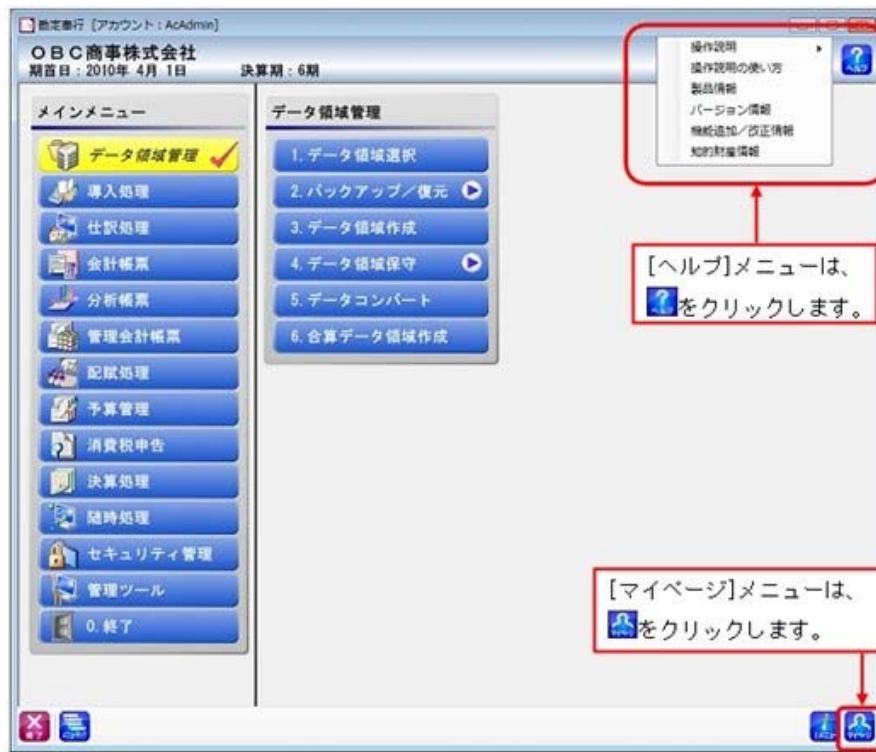 勘定奉行 [アカウント：AcAdmin]
ＯＢＣ商事株式会社
期首日：2010年 4月 1日　決算期：6期
ヘルプ
操作説明
操作説明の使い方
製品情報
バージョン情報
機能追加／改正情報
知的財産情報
メインメニュー
データ領域管理
導入処理
仕訳処理
会計帳票
分析帳票
管理会計帳票
配賦処理
予算管理
消費税申告
決算処理
随時処理
セキュリティ管理
管理ツール
0. 終了
データ領域管理
1. データ領域選択
2. バックアップ／復元
3. データ領域作成
4. データ領域保守
5. データコンバート
6. 合算データ領域作成
[ヘルプ]メニューは、
をクリックします。
[マイページ]メニューは、
をクリックします。
終了
マイページ